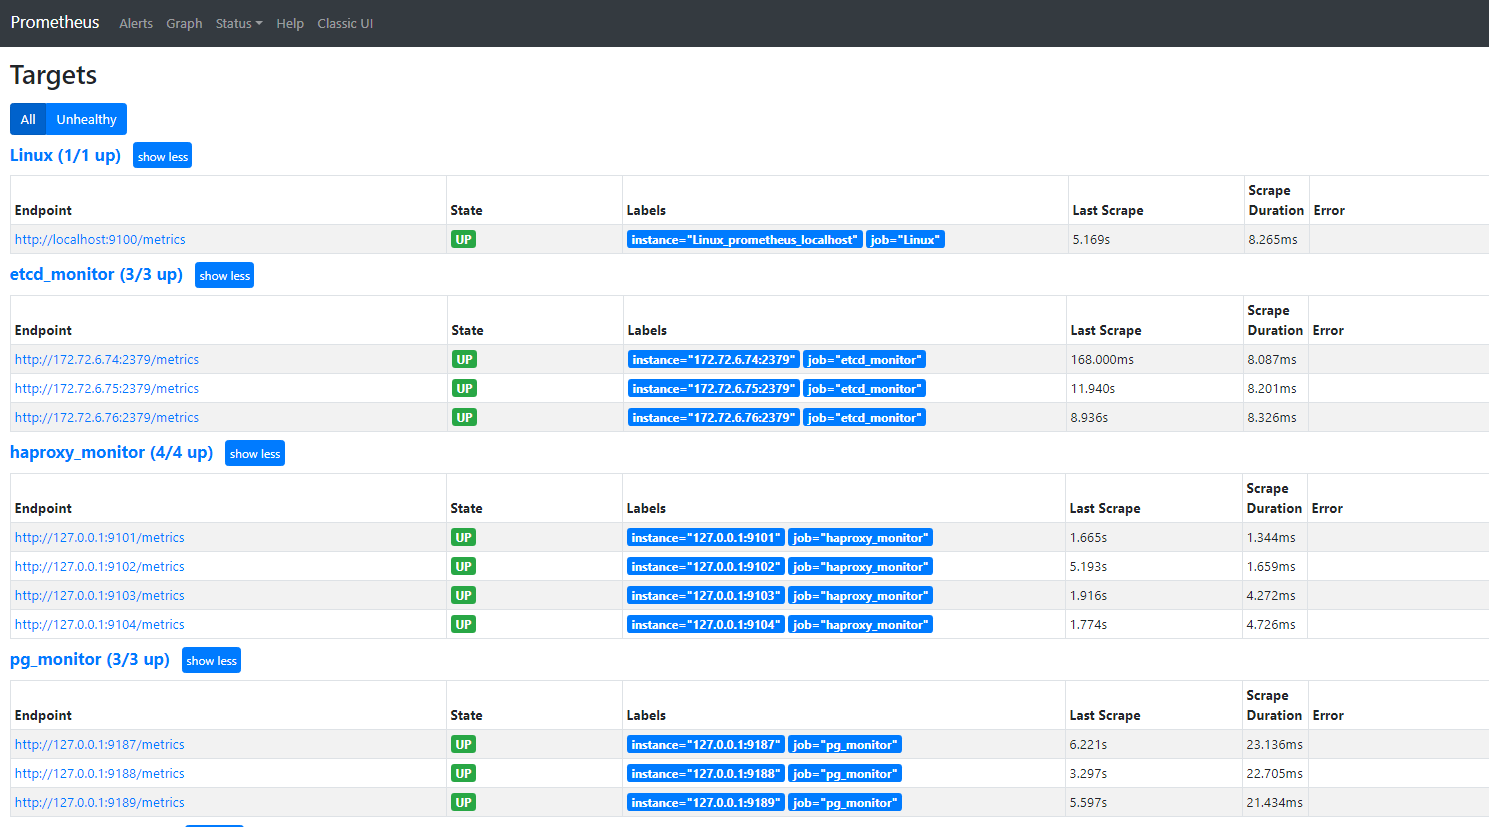 Prometheus Alerts Graph Status Help Classic UI
Targets
All Unhealthy
Linux (1/1 up) show less
Endpoint State Labels Last Scrape Scrape Duration Error
http://localhost:9100/metrics UP instance="Linux_prometheus_localhost" job="Linux" 5.169s 8.265ms
etcd_monitor (3/3 up) show less
Endpoint State Labels Last Scrape Scrape Duration Error
http://172.72.6.74:2379/metrics UP instance="172.72.6.74:2379" job="etcd_monitor" 168.000ms 8.087ms
http://172.72.6.75:2379/metrics UP instance="172.72.6.75:2379" job="etcd_monitor" 11.940s 8.201ms
http://172.72.6.76:2379/metrics UP instance="172.72.6.76:2379" job="etcd_monitor" 8.936s 8.326ms
haproxy_monitor (4/4 up) show less
Endpoint State Labels Last Scrape Scrape Duration Error
http://127.0.0.1:9101/metrics UP instance="127.0.0.1:9101" job="haproxy_monitor" 1.665s 1.344ms
http://127.0.0.1:9102/metrics UP instance="127.0.0.1:9102" job="haproxy_monitor" 5.193s 1.659ms
http://127.0.0.1:9103/metrics UP instance="127.0.0.1:9103" job="haproxy_monitor" 1.916s 4.272ms
http://127.0.0.1:9104/metrics UP instance="127.0.0.1:9104" job="haproxy_monitor" 1.774s 4.726ms
pg_monitor (3/3 up) show less
Endpoint State Labels Last Scrape Scrape Duration Error
http://127.0.0.1:9187/metrics UP instance="127.0.0.1:9187" job="pg_monitor" 6.221s 23.136ms
http://127.0.0.1:9188/metrics UP instance="127.0.0.1:9188" job="pg_monitor" 3.297s 22.705ms
http://127.0.0.1:9189/metrics UP instance="127.0.0.1:9189" job="pg_monitor" 5.597s 21.434ms